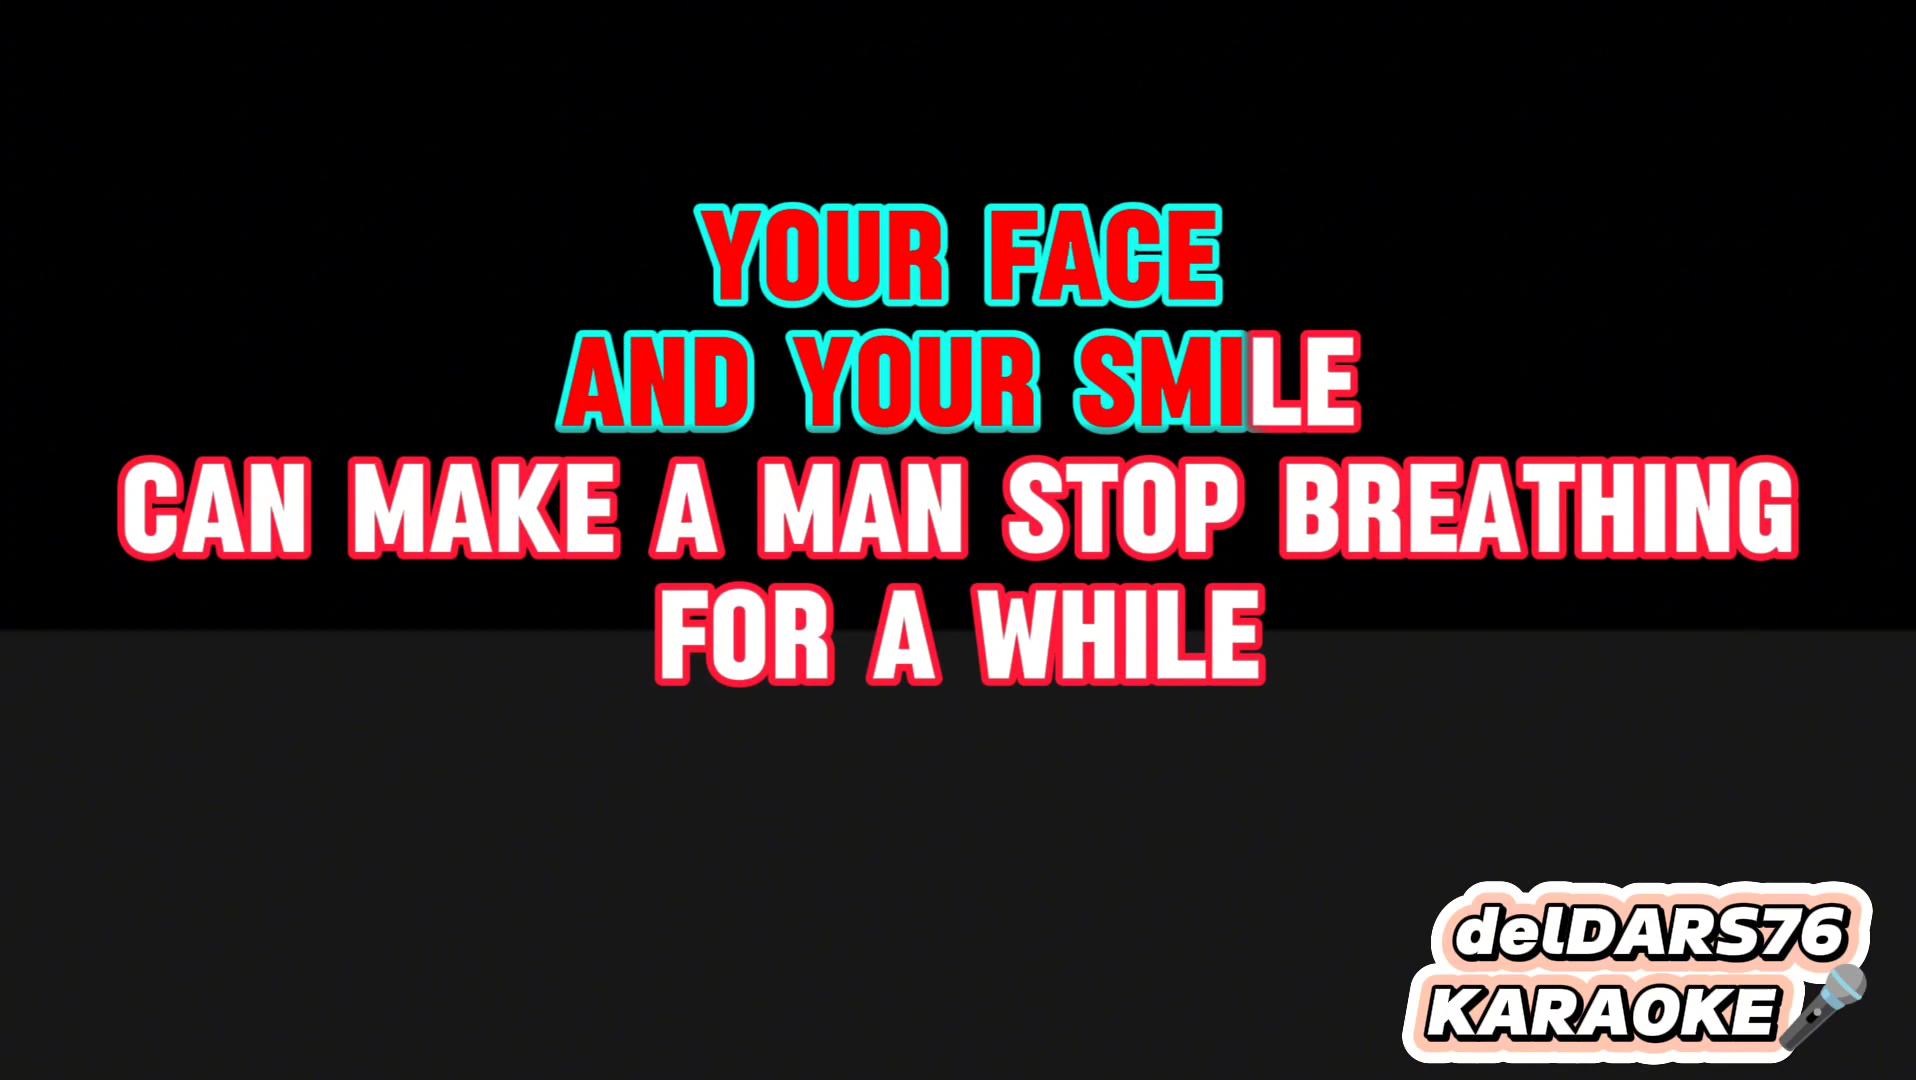 YOUR FACE
AND YOUR SMILE
CAN MAKE A MAN STOP BREATHING
FOR A WHILE
delDARS76
KARAOKE